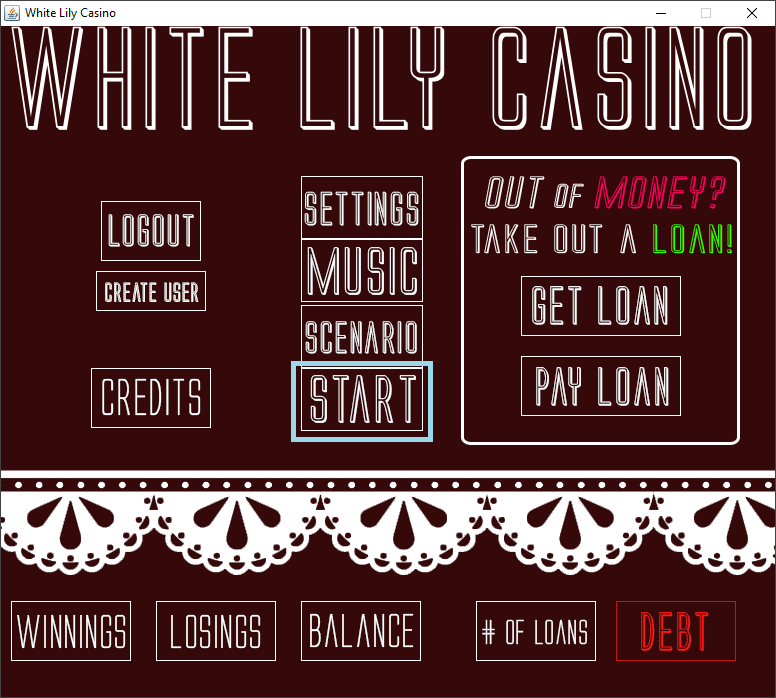 White Lily Casino
WHITE LILY CASINO
LOGOUT
CREATE USER
CREDITS
SETTINGS
MUSIC
SCENARIO
START
OUT OF MONEY?
TAKE OUT A LOAN!
GET LOAN
PAY LOAN
WINNINGS
LOSINGS
BALANCE
# OF LOANS
DEBT